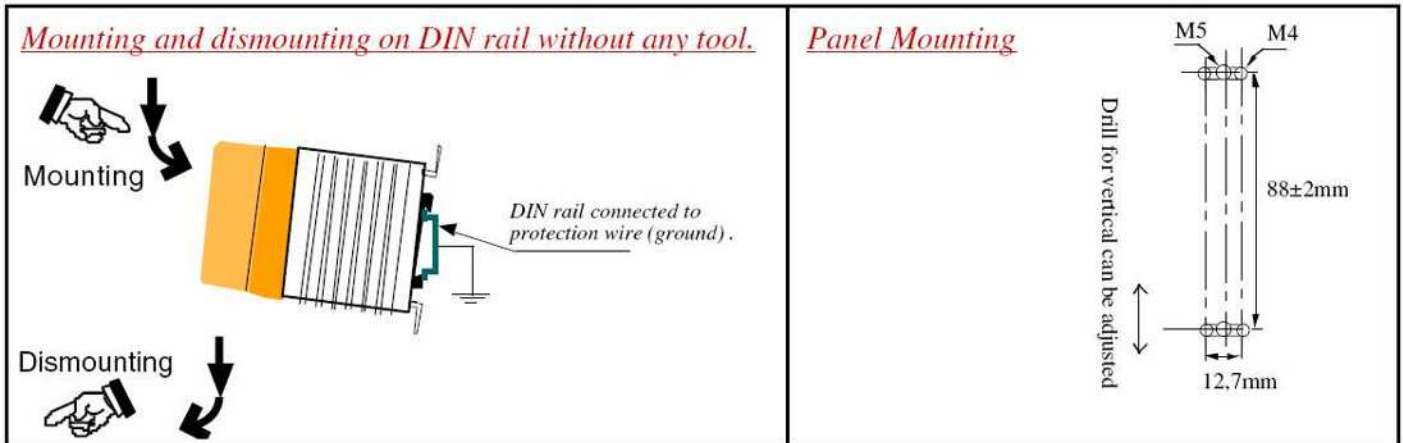 Mounting and dismounting on DIN rail without any tool.
Mounting
DIN rail connected to
protection wire (ground) .
Dismounting
Panel Mounting
M5
M4
Drill for vertical can be adjusted
88±2mm
12,7mm